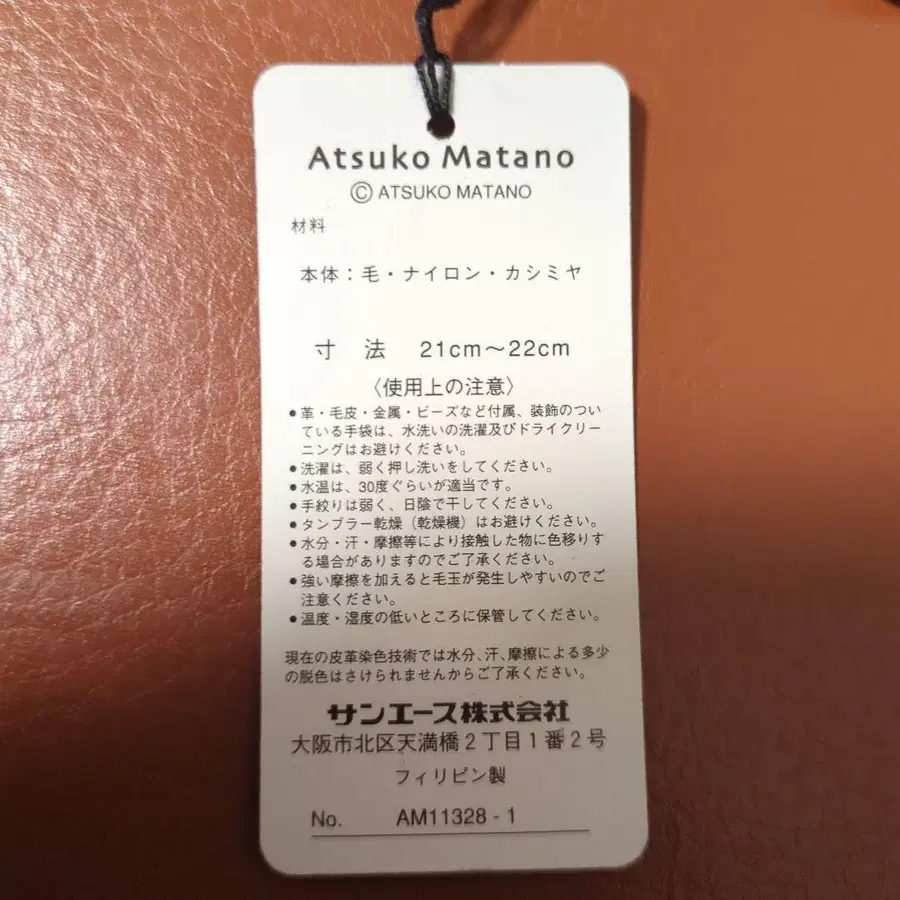 Atsuko Matano
© ATSUKO MATANO
材料
本体：毛・ナイロン・カシミヤ
寸 法 21cm～22cm
〈使用上の注意〉
●革・毛皮・金属・ビーズなど付属、装飾のつい
ている手袋は、水洗いの洗濯及びドライクリー
ニングはお避けください。
●洗濯は、弱く押し洗いをしてください。
●水温は、30度ぐらいが適当です。
●手絞りは弱く、日陰で干してください。
●タンブラー乾燥（乾燥機）はお避けください。
●水分・汗・摩擦等により接触した物に色移りす
る場合がありますのでご了承ください。
●強い摩擦を加えると毛玉が発生しやすいのでご
注意ください。
●温度・湿度の低いところに保管してください。
現在の皮革染色技術では水分、汗、摩擦による多少
の脱色はさけられませんからご了承ください。
サンエース株式会社
大阪市北区天満橋2丁目1番2号
フィリピン製
No. AM11328-1